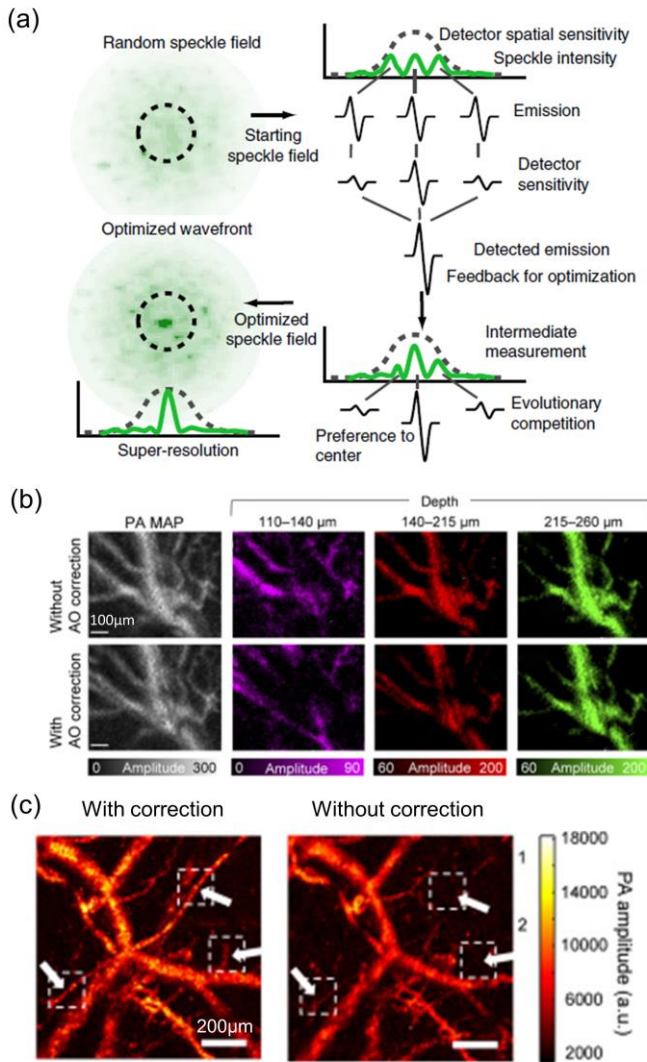 (a)
Random speckle field
Starting
speckle field
Detector spatial sensitivity
Speckle intensity
Emission
Detector
sensitivity
Detected emission
Feedback for optimization
Optimized wavefront
Optimized
speckle field
Intermediate
measurement
Super-resolution
Preference to
center
Evolutionary
competition
(b)
Depth
PA MAP
110–140 µm
140–215 µm
215–260 µm
Without
AO correction
100µm
With
AO correction
0 Amplitude 300
0 Amplitude 90
60 Amplitude 200
60 Amplitude 200
(c)
With correction
Without correction
200µm
1
2
18000
14000
10000
6000
2000
PA amplitude (a.u.)